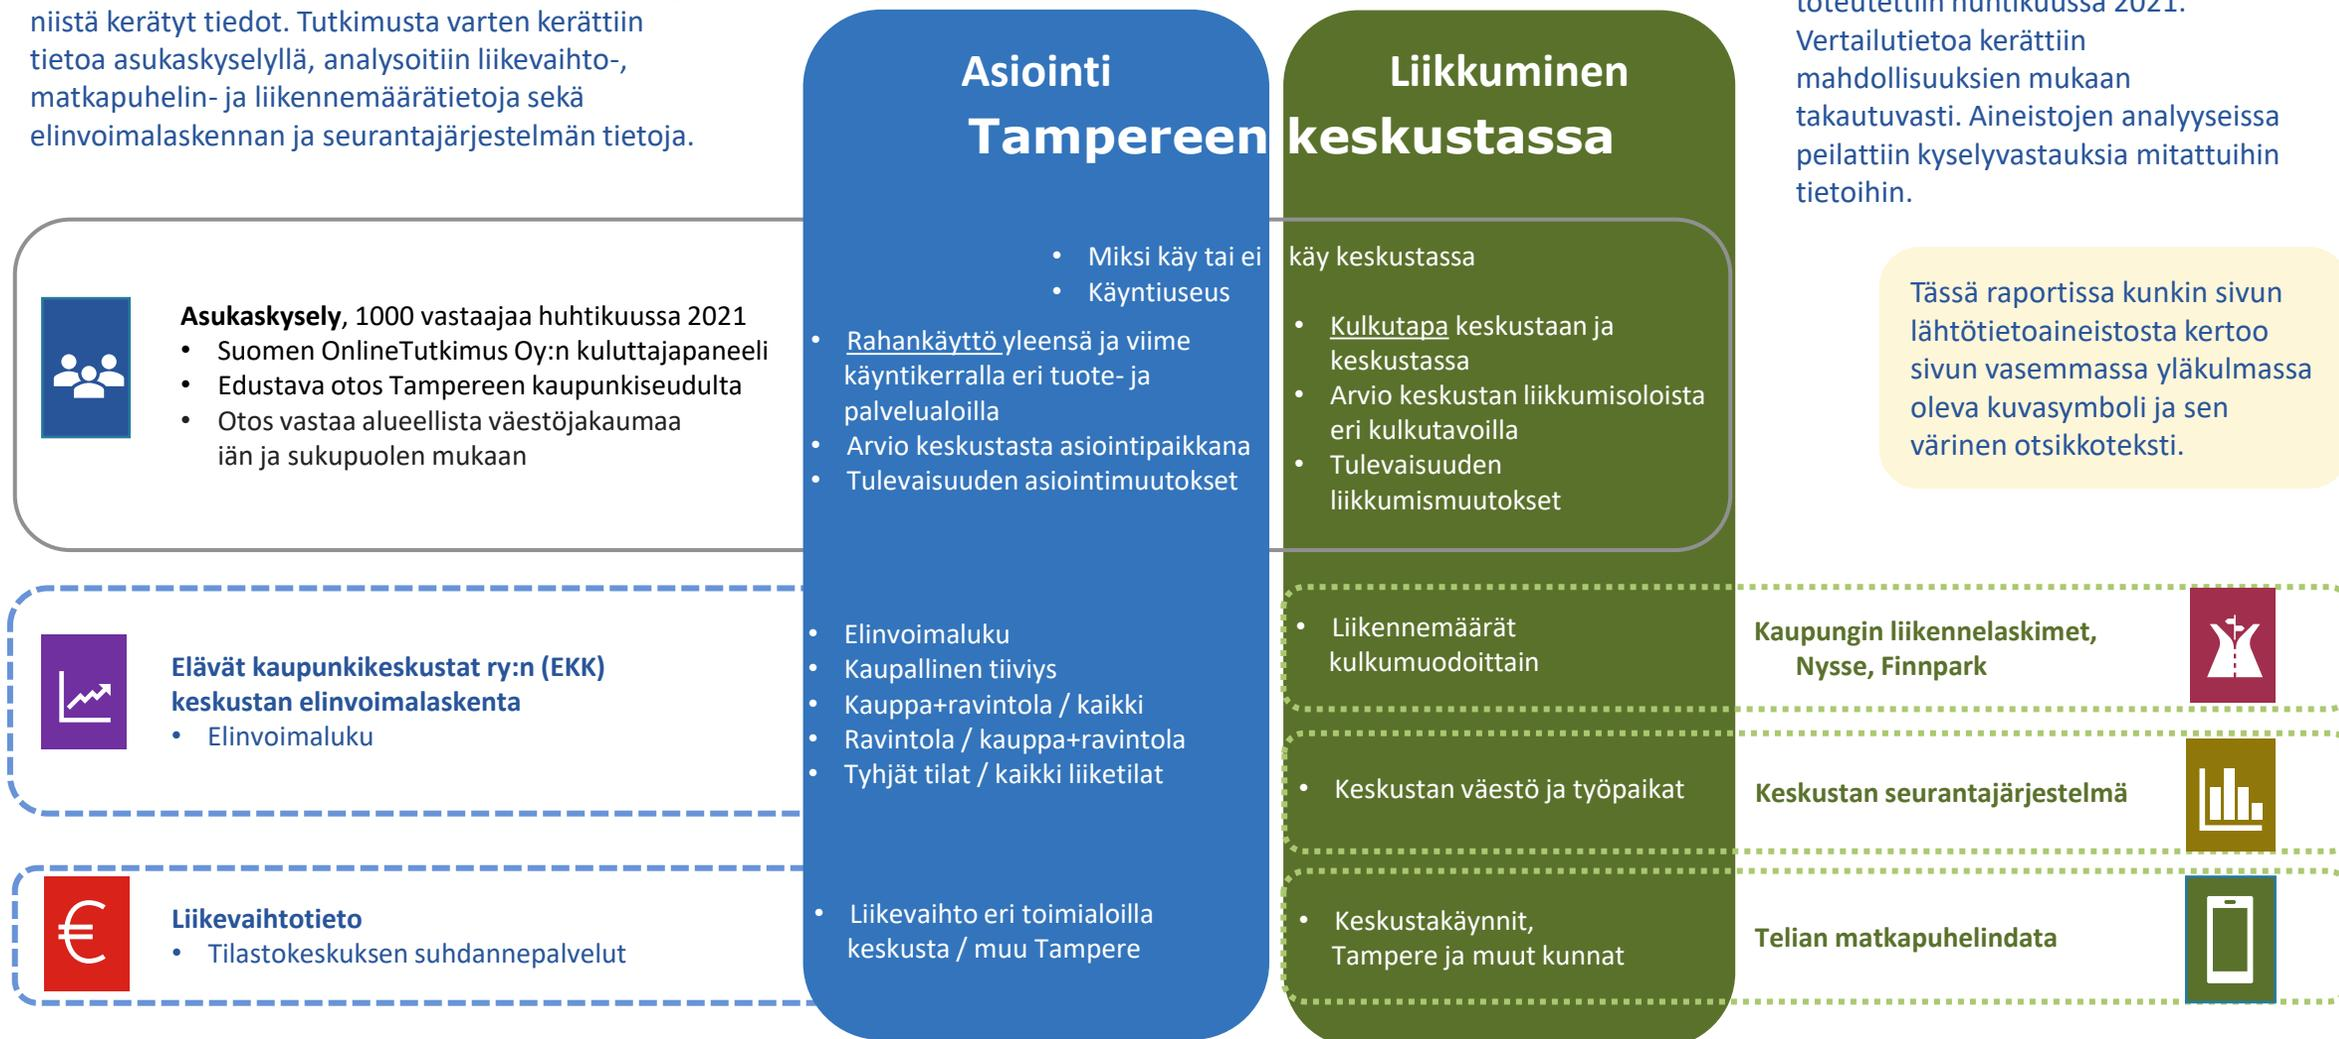 niistä kerätyt tiedot. Tutkimusta varten kerättiin
tietoa asukaskyselyllä, analysoitiin liikevaihto-,
matkapuhelin- ja liikennemäärätietoja sekä
elinvoimalaskennan ja seurantajärjestelmän tietoja.
Asiointi
Liikkuminen
Tampereen keskustassa
toteutettiin huhtikuussa 2021.
Vertailutietoa kerättiin
mahdollisuuksien mukaan
takautuvasti. Aineistojen analyyseissa
peilattiin kyselyvastauksia mitattuihin
tietoihin.
Asukaskysely, 1000 vastaajaa huhtikuussa 2021
• Suomen OnlineTutkimus Oy:n kuluttajapaneeli
• Edustava otos Tampereen kaupunkiseudulta
• Otos vastaa alueellista väestöjakaumaa
iän ja sukupuolen mukaan
• Miksi käy tai ei käy keskustassa
• Käyntiuseus
• Rahankäyttö yleensä ja viime
käyntikerralla eri tuote- ja
palvelualoilla
• Arvio keskustasta asiointipaikkana
• Tulevaisuuden asiointimuutokset
• Kulkutapa keskustaan ja
keskustassa
• Arvio keskustan liikkumisoloista
eri kulkutavoilla
• Tulevaisuuden
liikkumismuutokset
Tässä raportissa kunkin sivun
lähtötietoaineistosta kertoo
sivun vasemmassa yläkulmassa
oleva kuvasymboli ja sen
värinen otsikkoteksti.
Elävät kaupunkikeskustat ry:n (EKK)
keskustan elinvoimalaskenta
• Elinvoimaluku
• Elinvoimaluku
• Kaupallinen tiiviys
• Kauppa+ravintola / kaikki
• Ravintola / kauppa+ravintola
• Tyhjät tilat / kaikki liiketilat
• Liikennemäärät
kulkumuodoittain
Kaupungin liikennelaskimet,
Nysse, Finnpark
• Keskustan väestö ja työpaikat
Keskustan seurantajärjestelmä
€
Liikevaihtotieto
• Tilastokeskuksen suhdannepalvelut
• Liikevaihto eri toimialoilla
keskusta / muu Tampere
• Keskustakäynnit,
Tampere ja muut kunnat
Telian matkapuhelindata